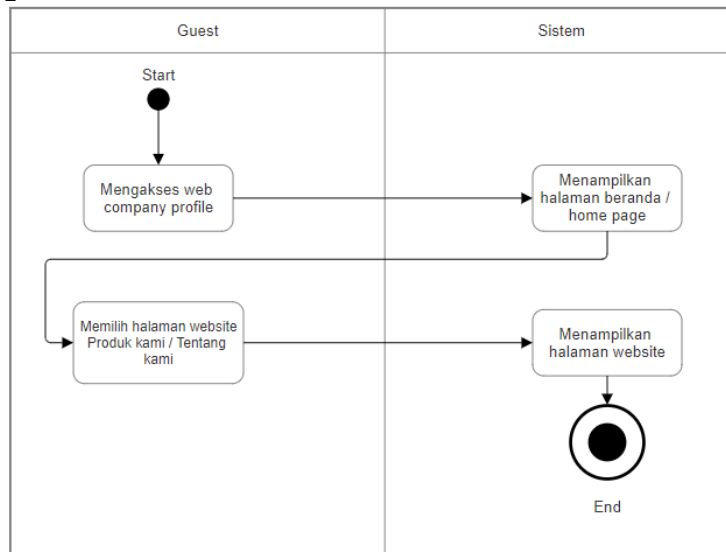 Guest
Sistem
Start
Mengakses web
company profile
Menampilkan
halaman beranda /
home page
Memilih halaman website
Produk kami / Tentang
kami
Menampilkan
halaman website
End